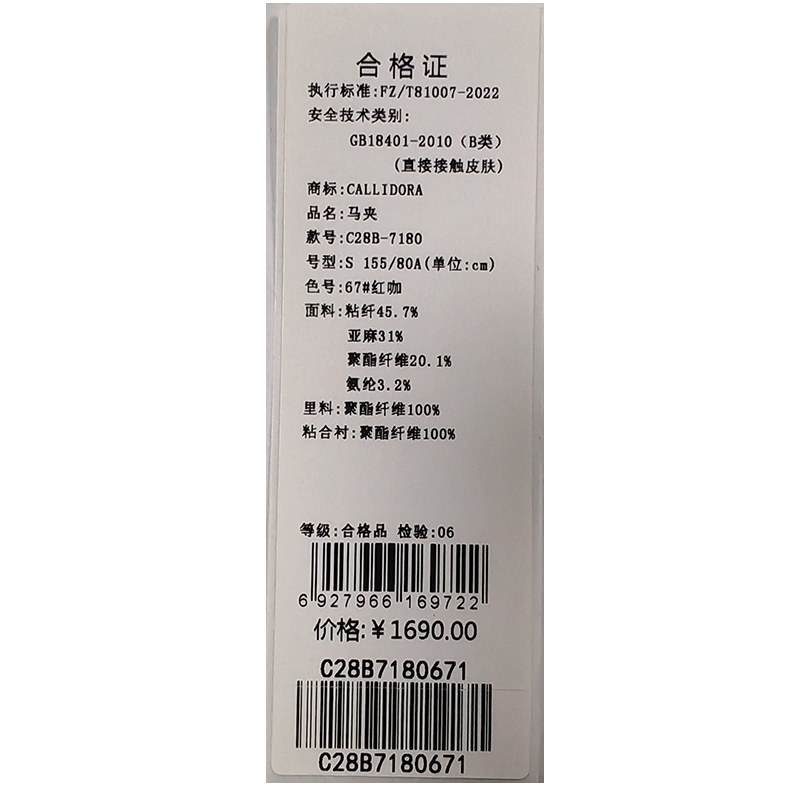 合格证
执行标准:FZ/T81007-2022
安全技术类别:
GB18401-2010（B类）
(直接接触皮肤)
商标:CALLIDORA
品名:马夹
款号:C28B-7180
号型:S 155/80A(单位:cm)
色号:67#红咖
面料:粘纤45.7%
亚麻31%
聚酯纤维20.1%
氨纶3.2%
里料:聚酯纤维100%
粘合衬:聚酯纤维100%
等级:合格品 检验:06
6 927966 169722
价格:￥1690.00
C28B7180671
C28B7180671